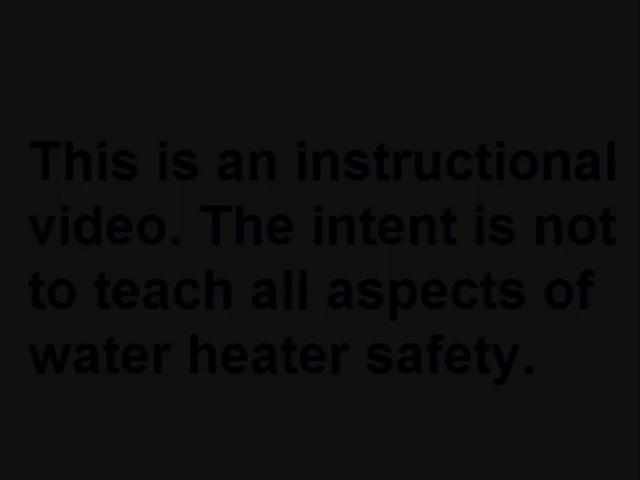 This is an instructional
video. The intent is not
to teach all aspects of
water heater safety.